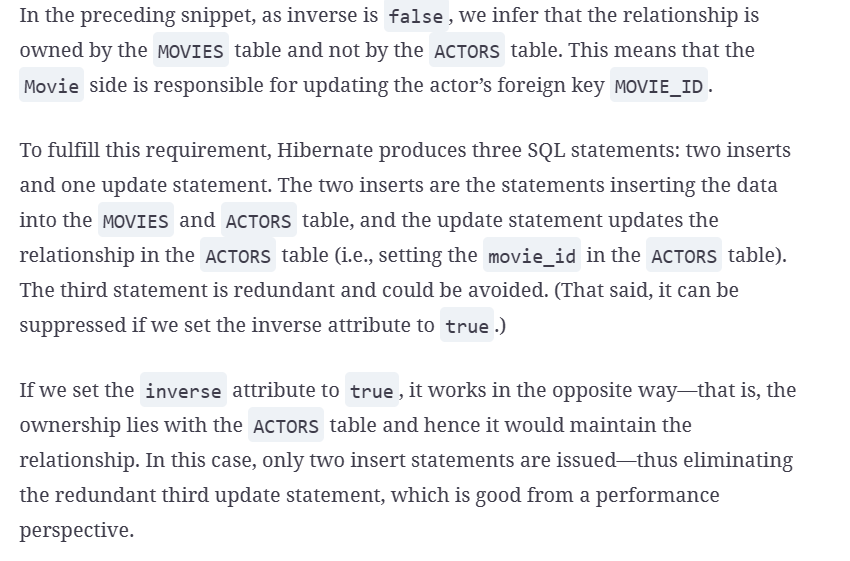 In the preceding snippet, as inverse is false, we infer that the relationship is
owned by the MOVIES table and not by the ACTORS table. This means that the
Movie side is responsible for updating the actor’s foreign key MOVIE_ID.
To fulfill this requirement, Hibernate produces three SQL statements: two inserts
and one update statement. The two inserts are the statements inserting the data
into the MOVIES and ACTORS table, and the update statement updates the
relationship in the ACTORS table (i.e., setting the movie_id in the ACTORS table).
The third statement is redundant and could be avoided. (That said, it can be
suppressed if we set the inverse attribute to true.)
If we set the inverse attribute to true, it works in the opposite way—that is, the
ownership lies with the ACTORS table and hence it would maintain the
relationship. In this case, only two insert statements are issued—thus eliminating
the redundant third update statement, which is good from a performance
perspective.